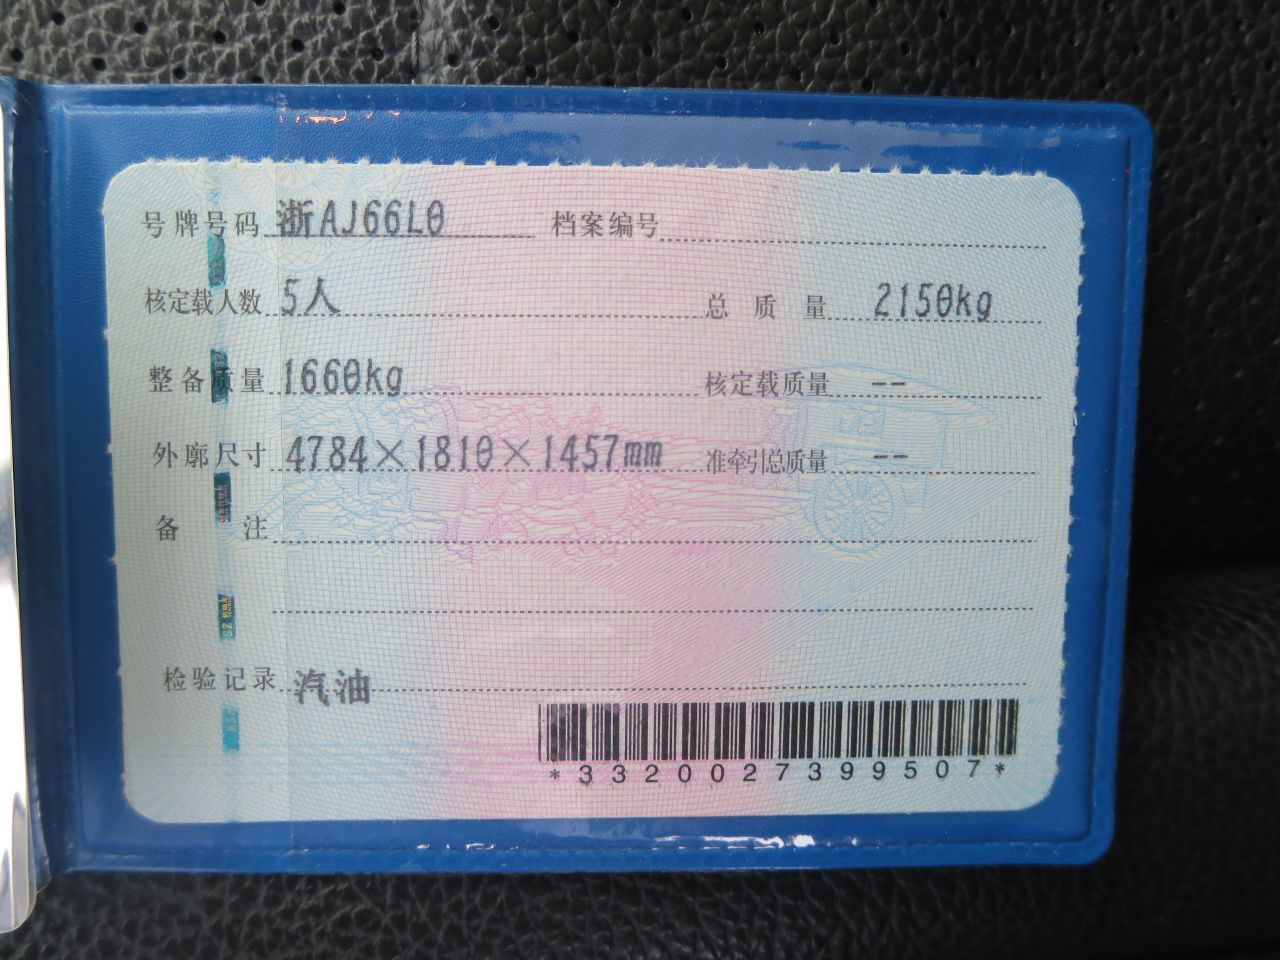 号牌号码 浙AJ66L0 档案编号
核定载人数 5人 总质量 2150kg
整备质量 1660kg 核定载质量 --
外廓尺寸 4784×1810×1457mm 准牵引总质量 --
备注
检验记录 汽油
*3320027399507*